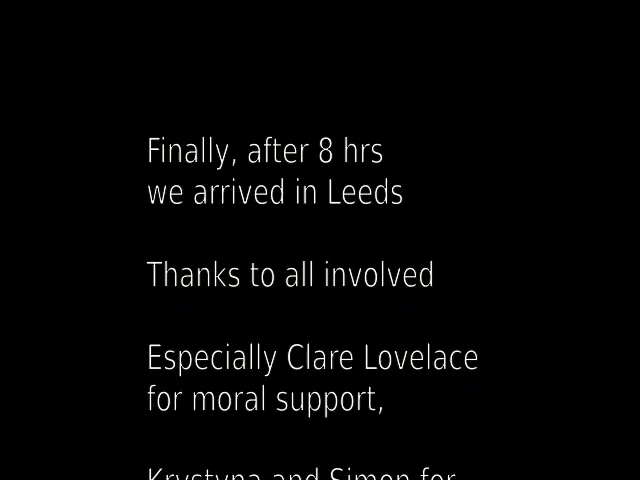 Finally, after 8 hrs
we arrived in Leeds
Thanks to all involved
Especially Clare Lovelace
for moral support,
Krystyna and Simon for